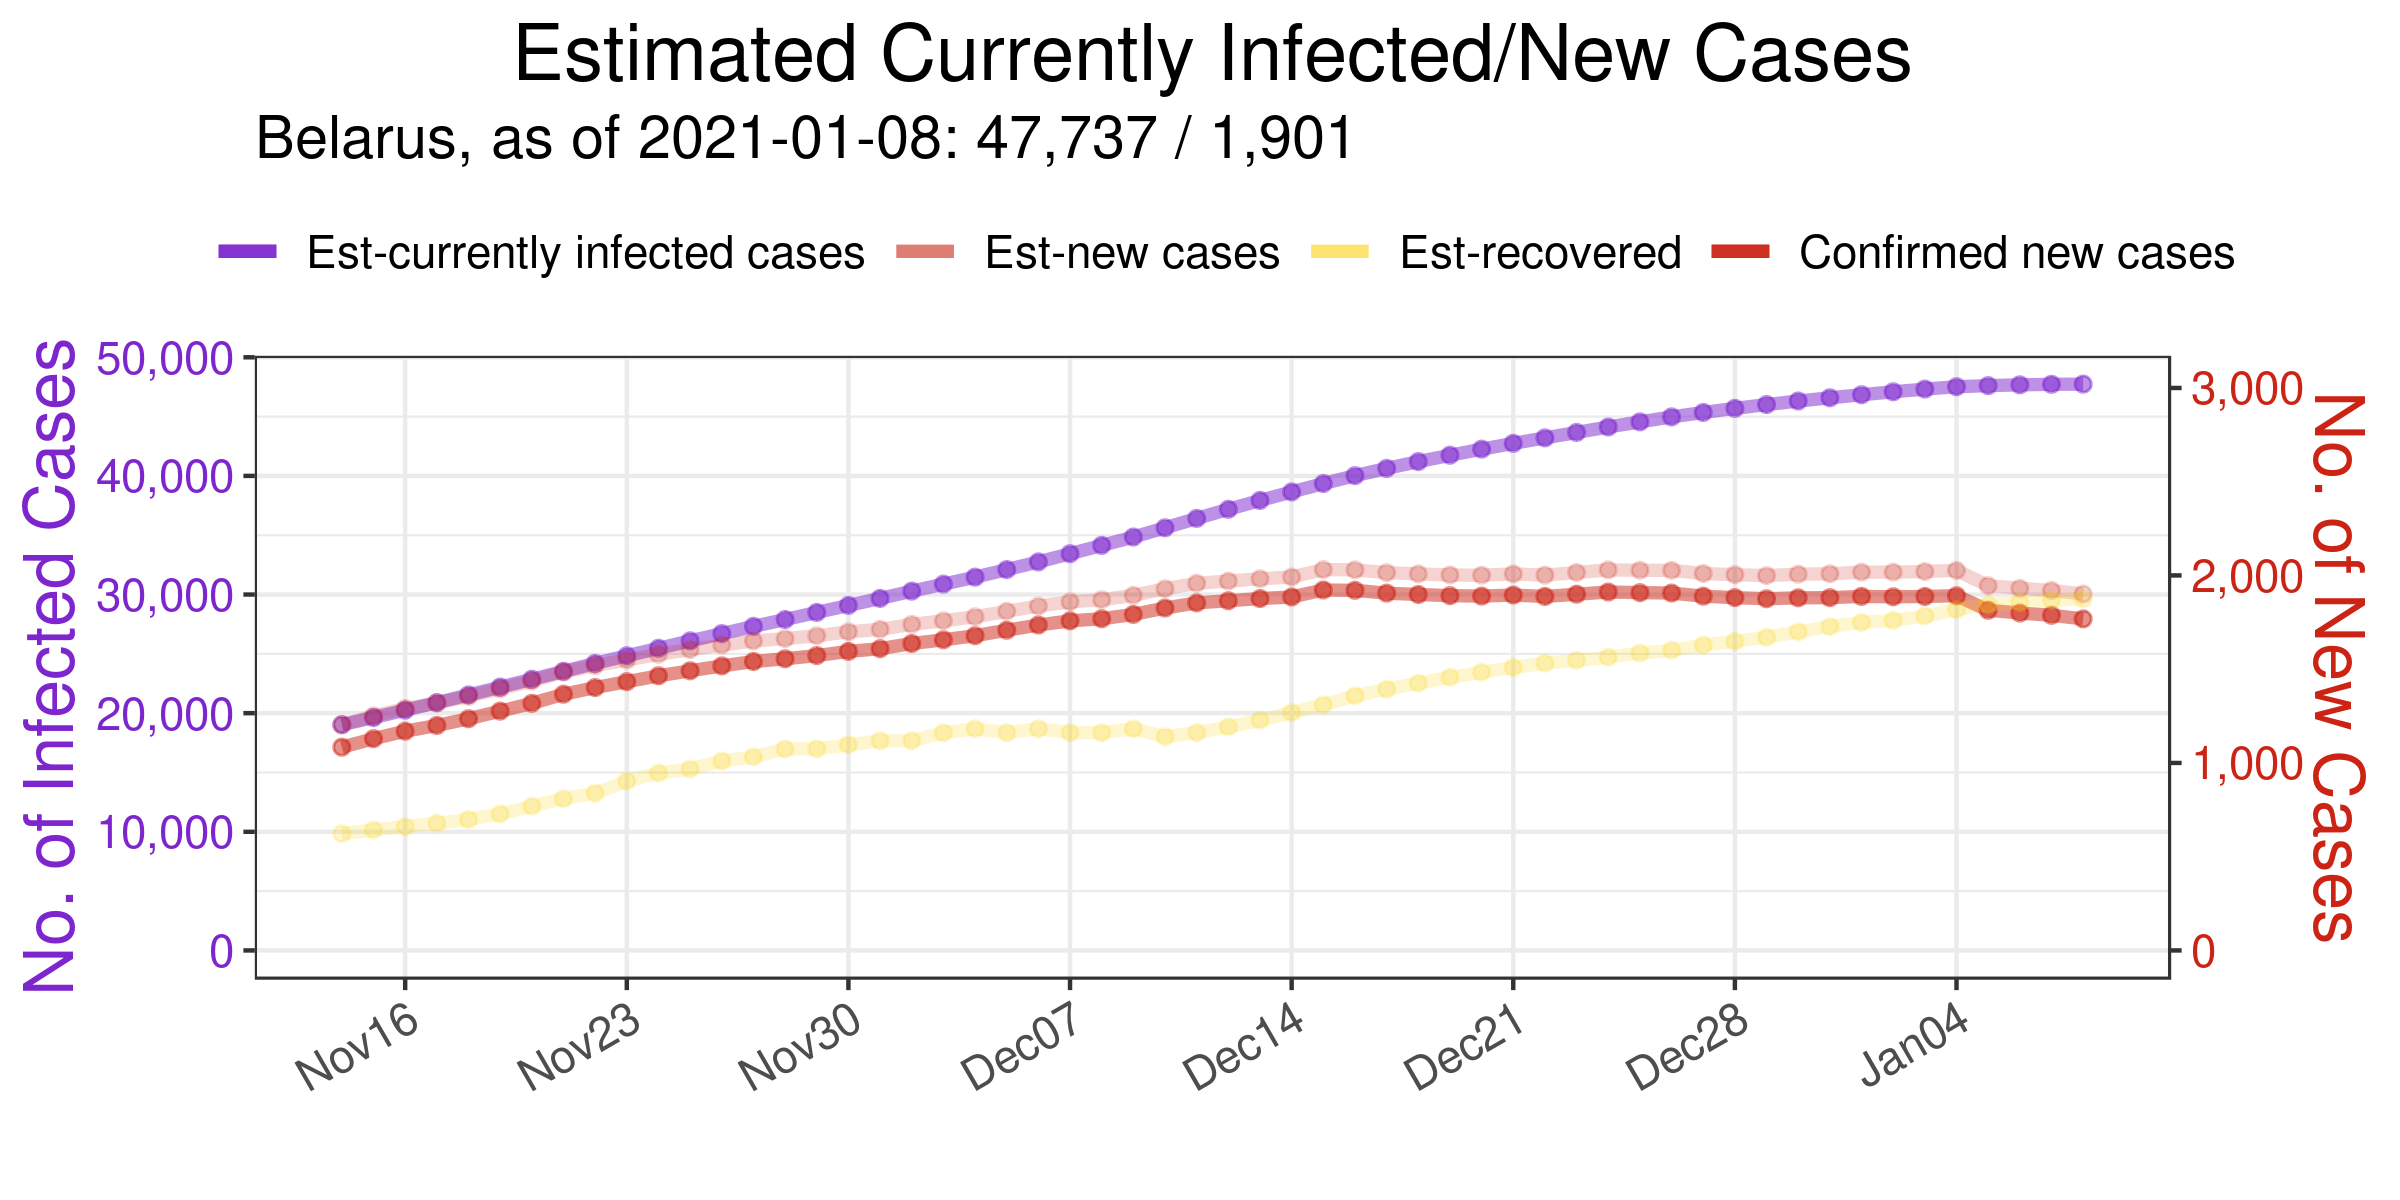 Estimated Currently Infected/New Cases
Belarus, as of 2021-01-08: 47,737 / 1,901
Est-currently infected cases Est-new cases Est-recovered Confirmed new cases
No. of Infected Cases
50,000
40,000
30,000
20,000
10,000
0
3,000
2,000
1,000
0
No. of New Cases
Nov16 Nov23 Nov30 Dec07 Dec14 Dec21 Dec28 Jan04